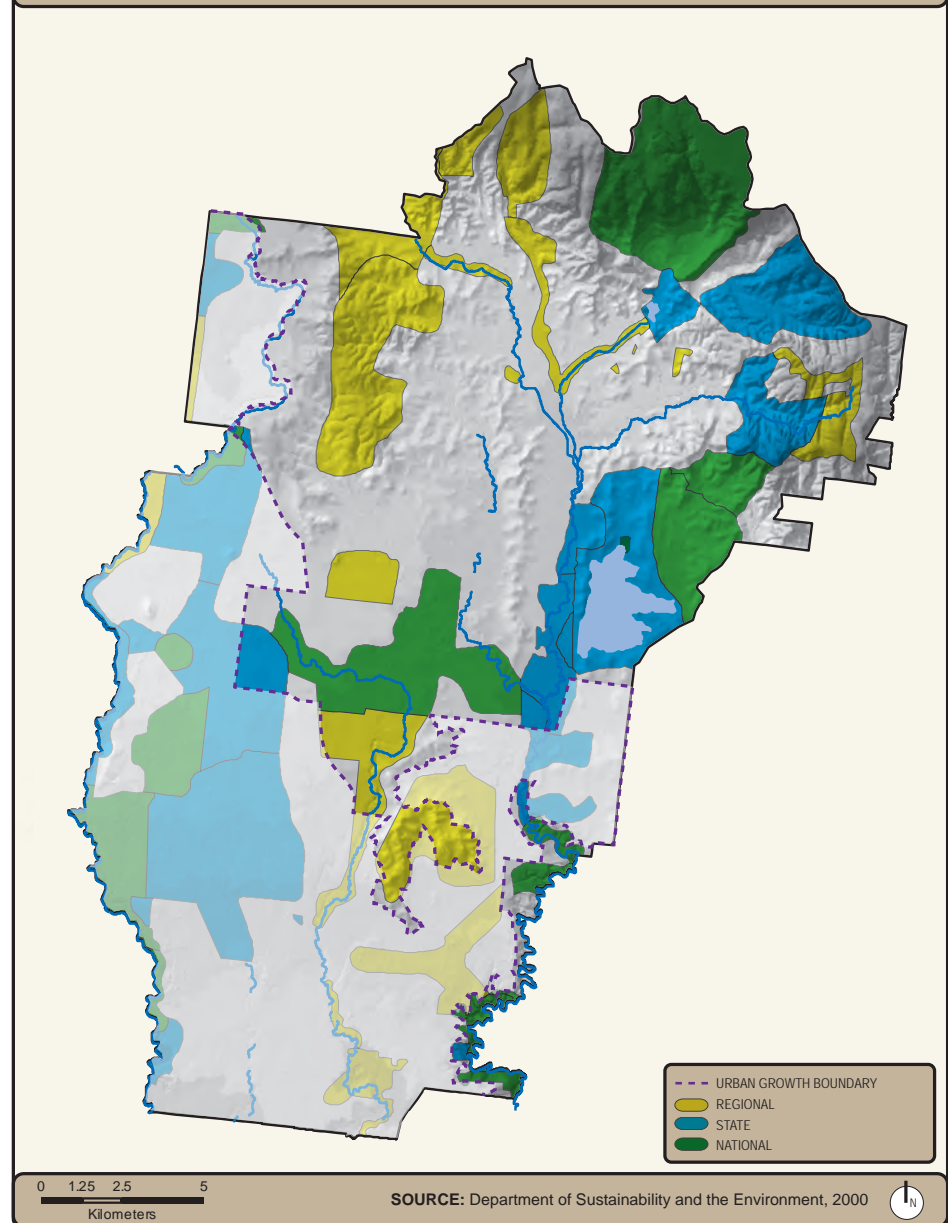 URBAN GROWTH BOUNDARY
REGIONAL
STATE
NATIONAL
0 1.25 2.5 5
Kilometers
SOURCE: Department of Sustainability and the Environment, 2000
N